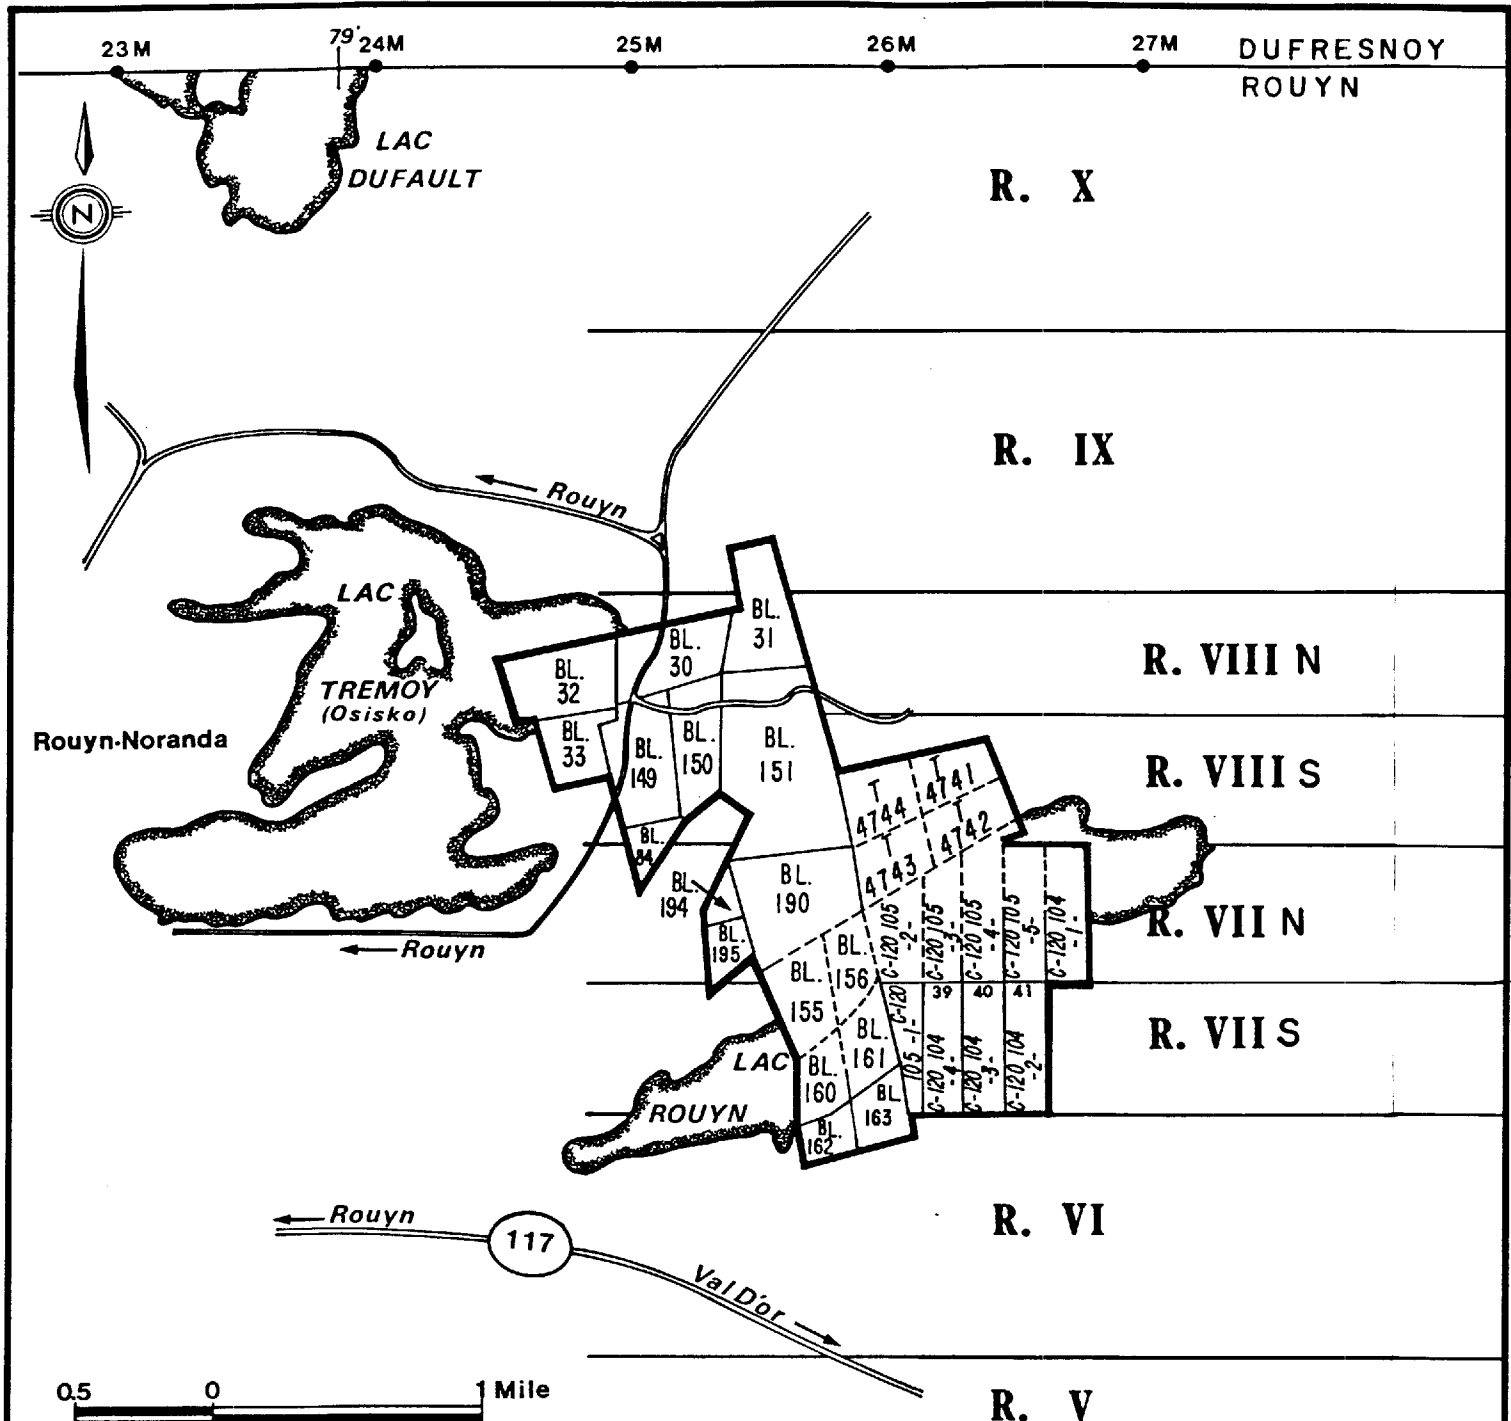 23M
79'
24M
25M
26M
27M
DUFRESNOY
ROUYN
LAC
DUFAULT
R. X
N
R. IX
Rouyn
LAC
TREMOY
(Osisko)
Rouyn-Noranda
BL.
31
BL.
30
BL.
32
R. VIII N
BL.
33
BL.
149
BL.
150
BL.
151
R. VIII S
T
4741
T
4744
T
4742
T
4743
BL.
34
BL.
194
BL.
190
BL.
195
C-120 105
-2-
C-120 105
-3-
C-120 105
-4-
C-120 105
-5-
C-120 104
-1-
R. VII N
Rouyn
BL.
155
BL.
156
39
40
41
C-120
105 -1-
C-120 104
-4-
C-120 104
-3-
C-120 104
-2-
R. VII S
BL.
161
BL.
160
BL
163
BL.
162
LAC
ROUYN
R. VI
Rouyn
117
Val D'or
0.5
0
1 Mile
R. V